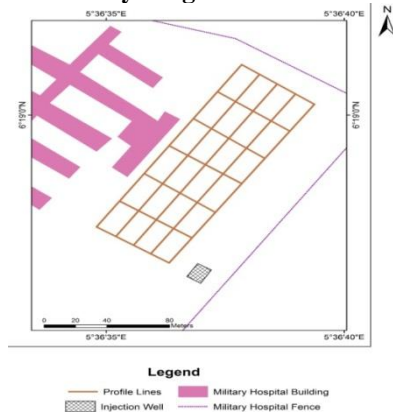 5°36'35"E 5°36'40"E
N
6°19'0"N 6°19'0"N
0 20 40 80
Meters
5°36'35"E 5°36'40"E
Legend
Profile Lines Military Hospital Building
Injection Well Military Hospital Fence